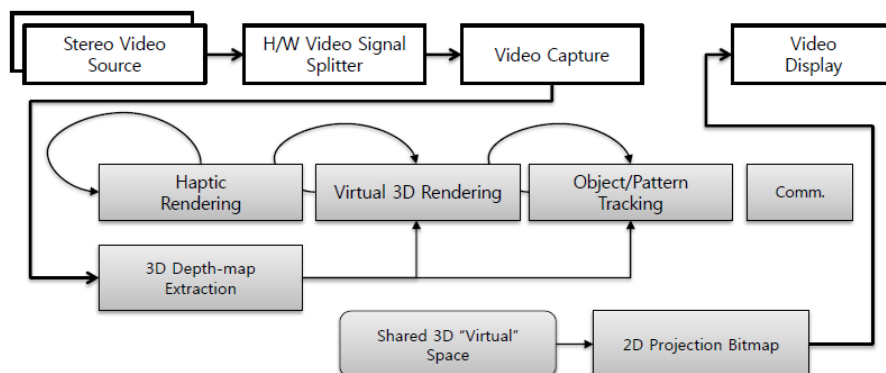 Stereo Video
Source
H/W Video Signal
Splitter
Video Capture
Video
Display
Haptic
Rendering
Virtual 3D Rendering
Object/Pattern
Tracking
Comm.
3D Depth-map
Extraction
Shared 3D “Virtual”
Space
2D Projection Bitmap